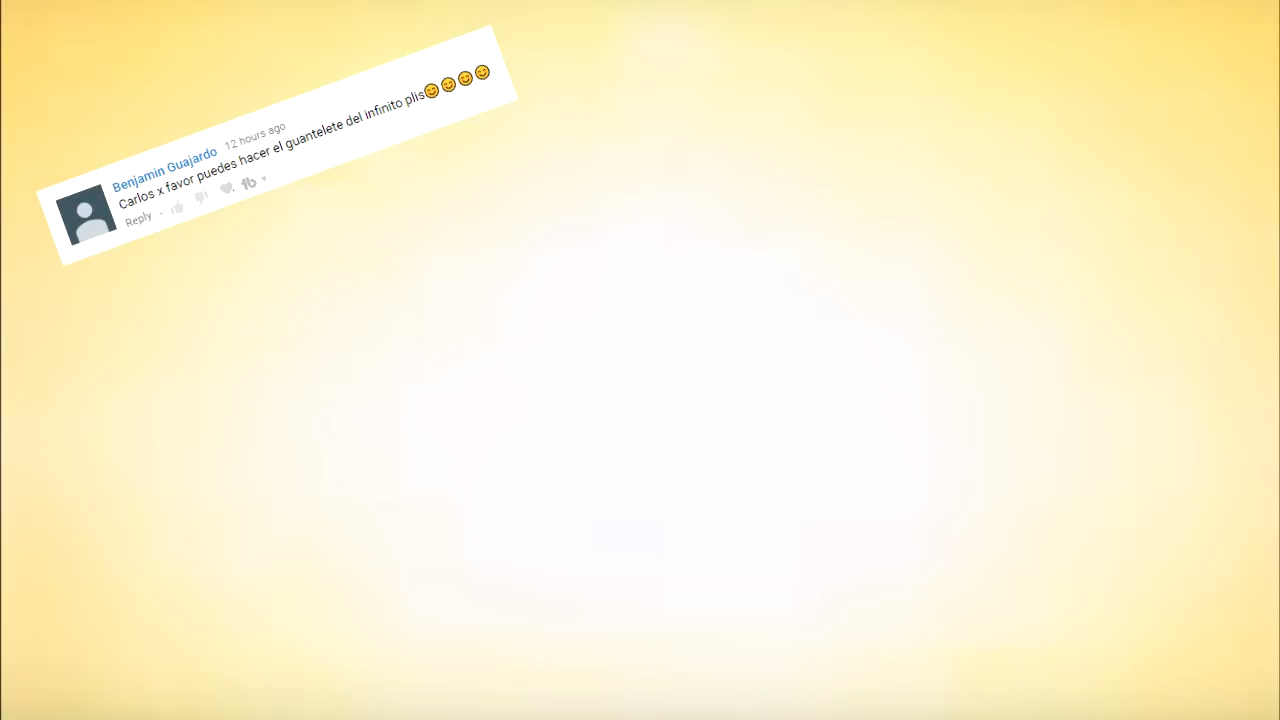 Benjamin Guajardo 12 hours ago
Carlos x favor puedes hacer el guantelete del infinito plis😊😊😊😊
Reply